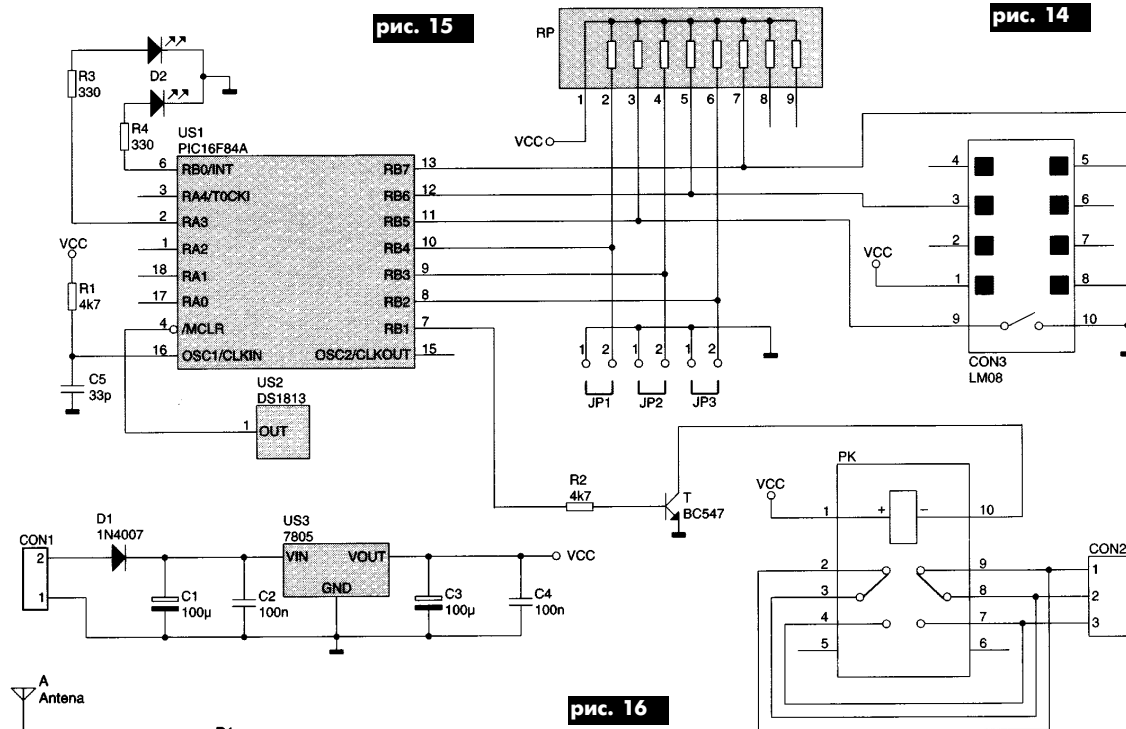 рис. 15
рис. 14
RP
1 2 3 4 5 6 7 8 9
VCC
R3
330
D2
R4
330
US1
PIC16F84A
6 RB0/INT
3 RA4/T0CKI
2 RA3
1 RA2
18 RA1
17 RA0
4 /MCLR
16 OSC1/CLKIN
RB7 13
RB6 12
RB5 11
RB4 10
RB3 9
RB2 8
RB1 7
OSC2/CLKOUT 15
VCC
R1
4k7
C5
33p
US2
DS1813
1 OUT
1 2 1 2 1 2
JP1 JP2 JP3
VCC
4 5
3 6
2 7
1 8
9 10
CON3
LM08
R2
4k7
T
BC547
PK
VCC
1 + - 10
2 9
3 8
4 7
5 6
CON2
1
2
3
CON1
2
1
D1
1N4007
C1
100µ
C2
100n
US3
7805
VIN VOUT
GND
C3
100µ
C4
100n
VCC
A
Antena
рис. 16